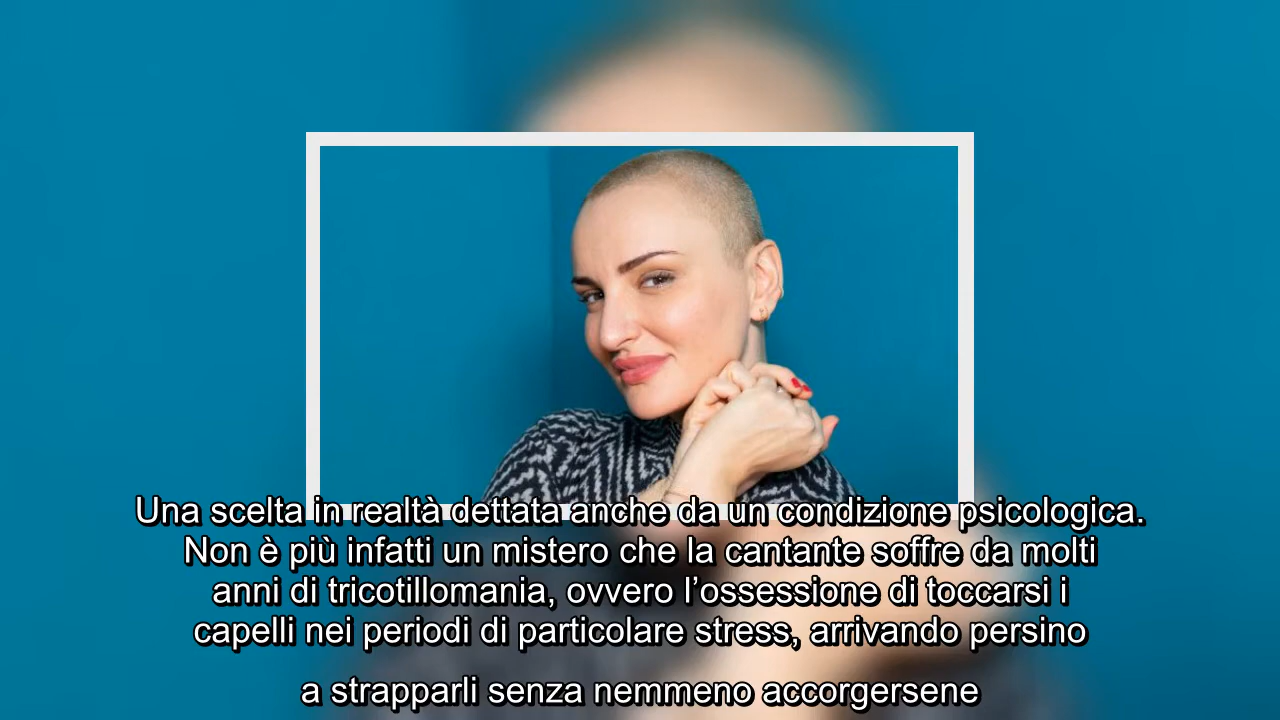 Una scelta in realtà dettata anche da un condizione psicologica.
Non è più infatti un mistero che la cantante soffre da molti
anni di tricotillomania, ovvero l’ossessione di toccarsi i
capelli nei periodi di particolare stress, arrivando persino
a strapparli senza nemmeno accorgersene